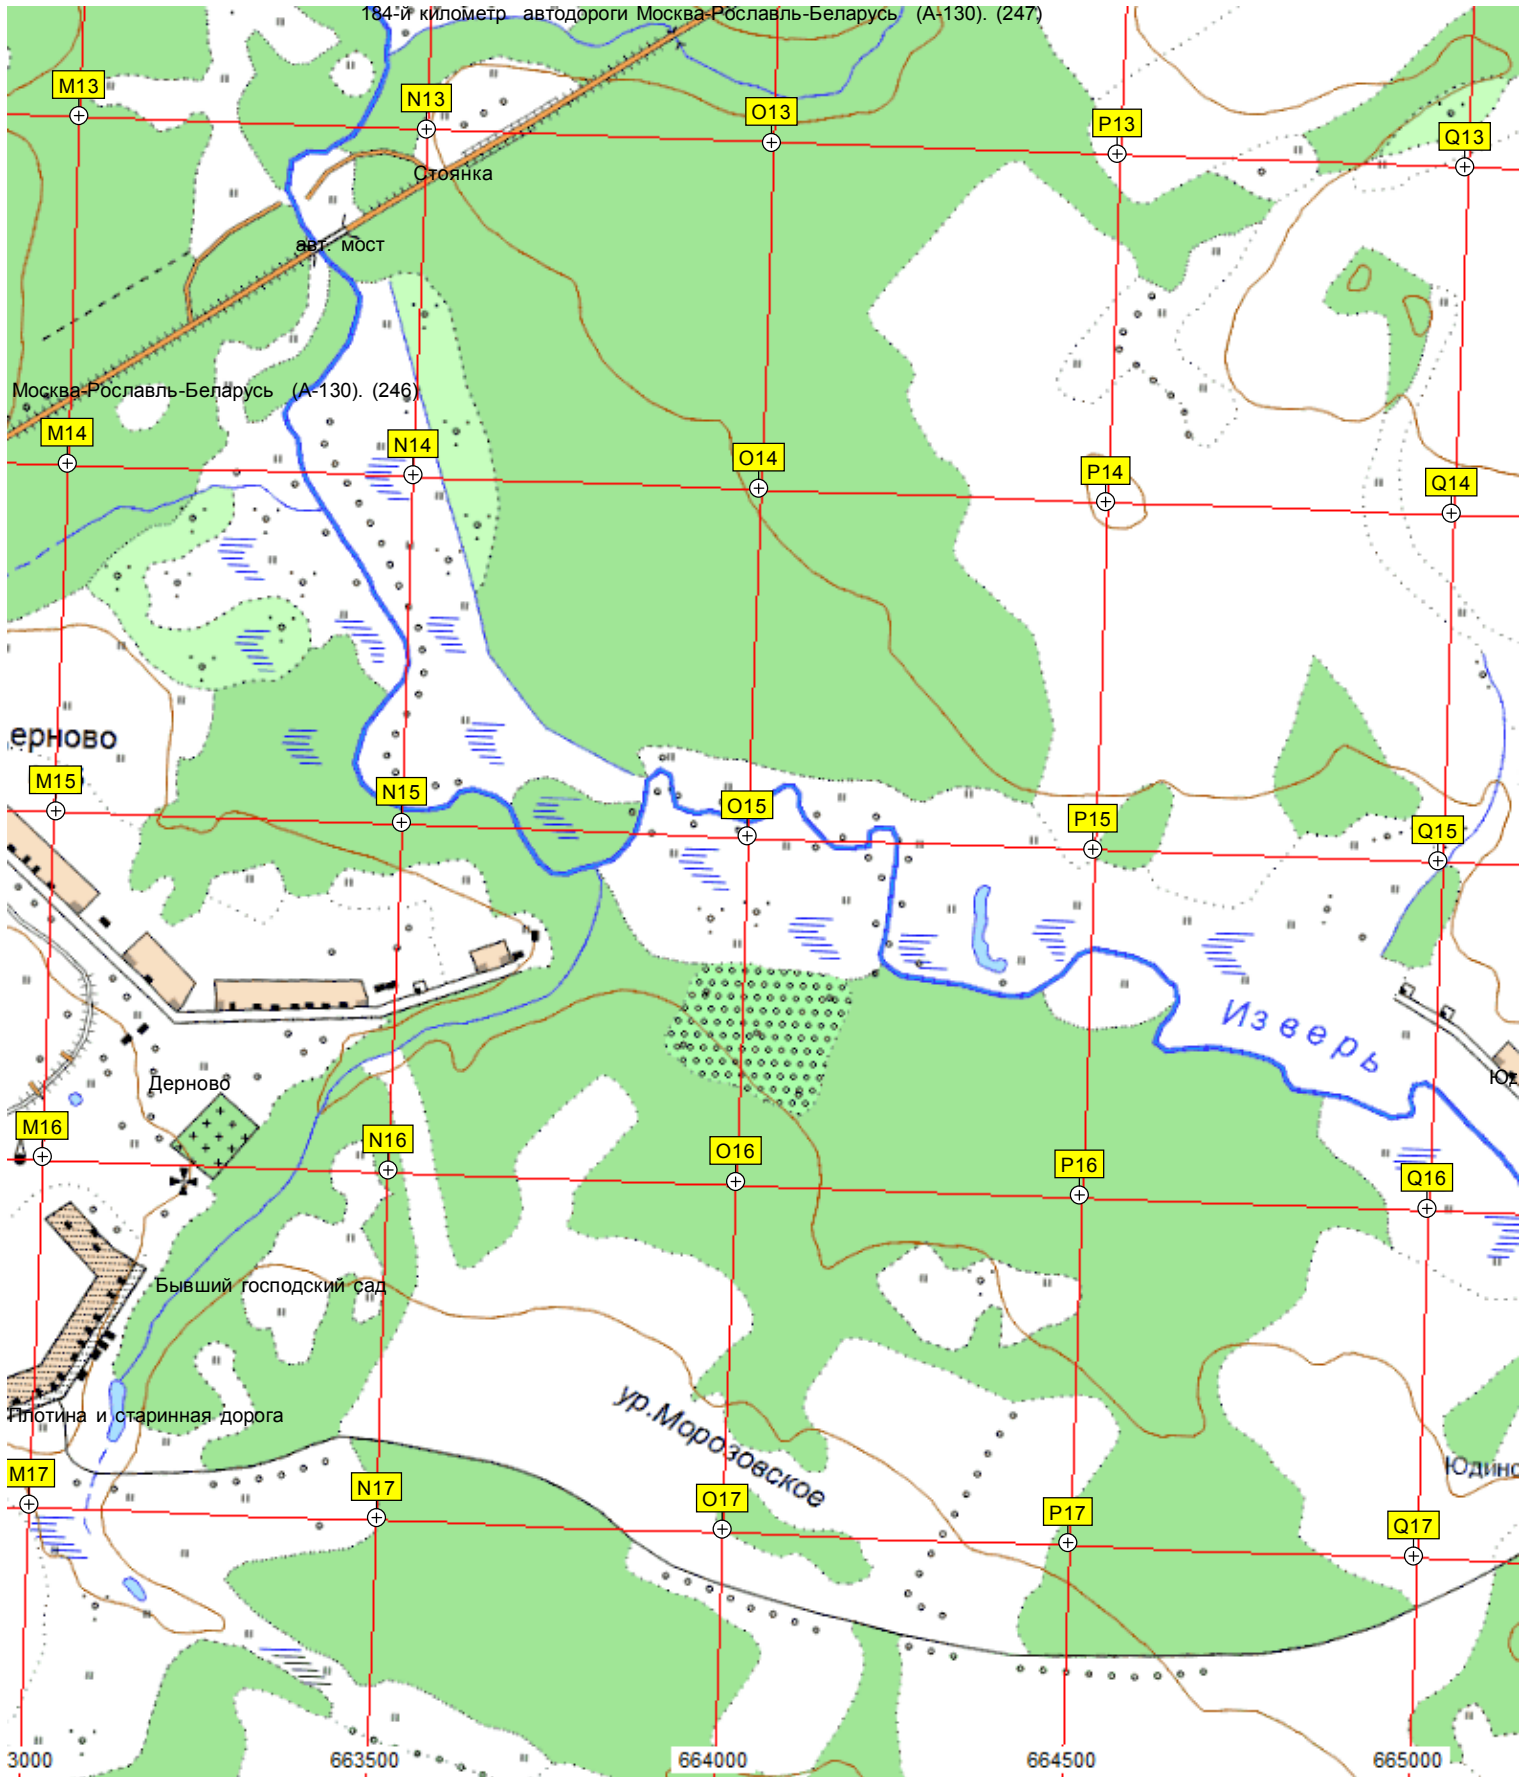 184-й километр автодороги Москва-Рославль-Беларусь (А-130). (247)
M13
N13
O13
P13
Q13
Стоянка
авт. мост
Москва-Рославль-Беларусь (А-130). (246)
M14
N14
O14
P14
Q14
ерново
M15
N15
O15
P15
Q15
Изверь
Дерново
Юд
M16
N16
O16
P16
Q16
Бывший господский сад
ур.Морозовское
Плотина и старинная дорога
Юдинс
M17
N17
O17
P17
Q17
3000
663500
664000
664500
665000